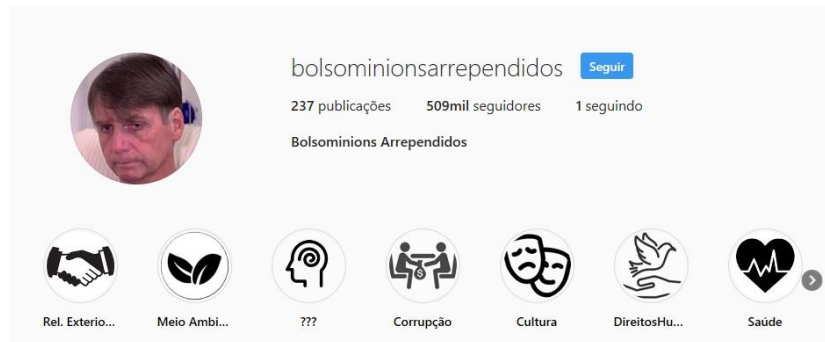 bolsominionsarrependidos Seguir
237 publicações 509mil seguidores 1 seguindo
Bolsominions Arrependidos
$
Rel. Exterio... Meio Ambi... ??? Corrupção Cultura DireitosHu... Saúde